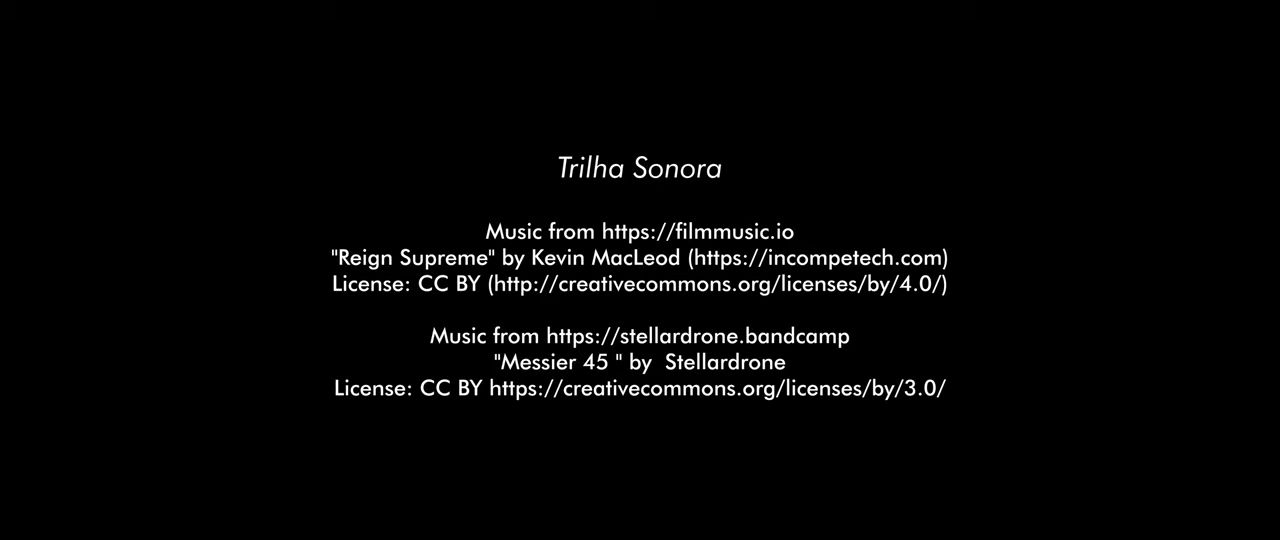 Trilha Sonora
Music from https://filmmusic.io
"Reign Supreme" by Kevin MacLeod (https://incompetech.com)
License: CC BY (http://creativecommons.org/licenses/by/4.0/)
Music from https://stellardrone.bandcamp
"Messier 45 " by  Stellardrone
License: CC BY https://creativecommons.org/licenses/by/3.0/